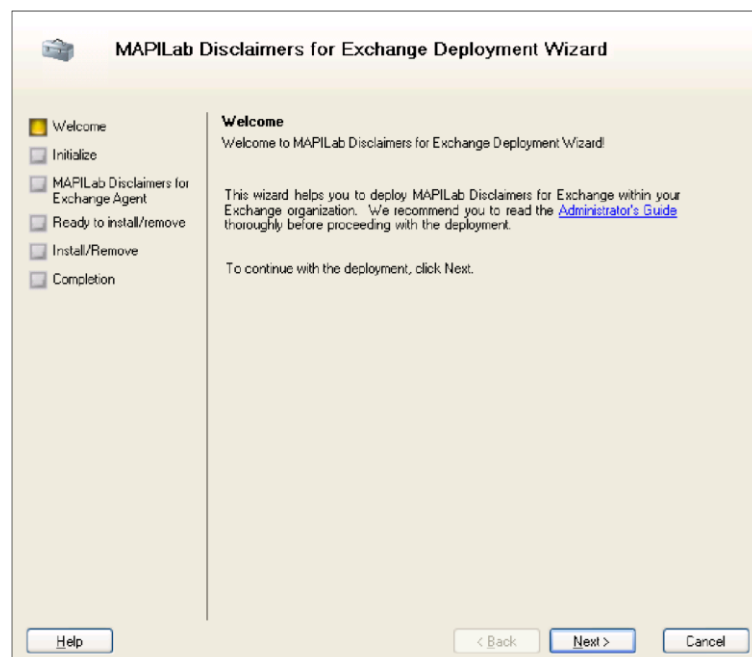 MAPILab Disclaimers for Exchange Deployment Wizard
Welcome
Initialize
MAPILab Disclaimers for
Exchange Agent
Ready to install/remove
Install/Remove
Completion
Welcome
Welcome to MAPILab Disclaimers for Exchange Deployment Wizard!
This wizard helps you to deploy MAPILab Disclaimers for Exchange within your
Exchange organization. We recommend you to read the Administrator's Guide
thoroughly before proceeding with the deployment.
To continue with the deployment, click Next.
Help
< Back
Next >
Cancel